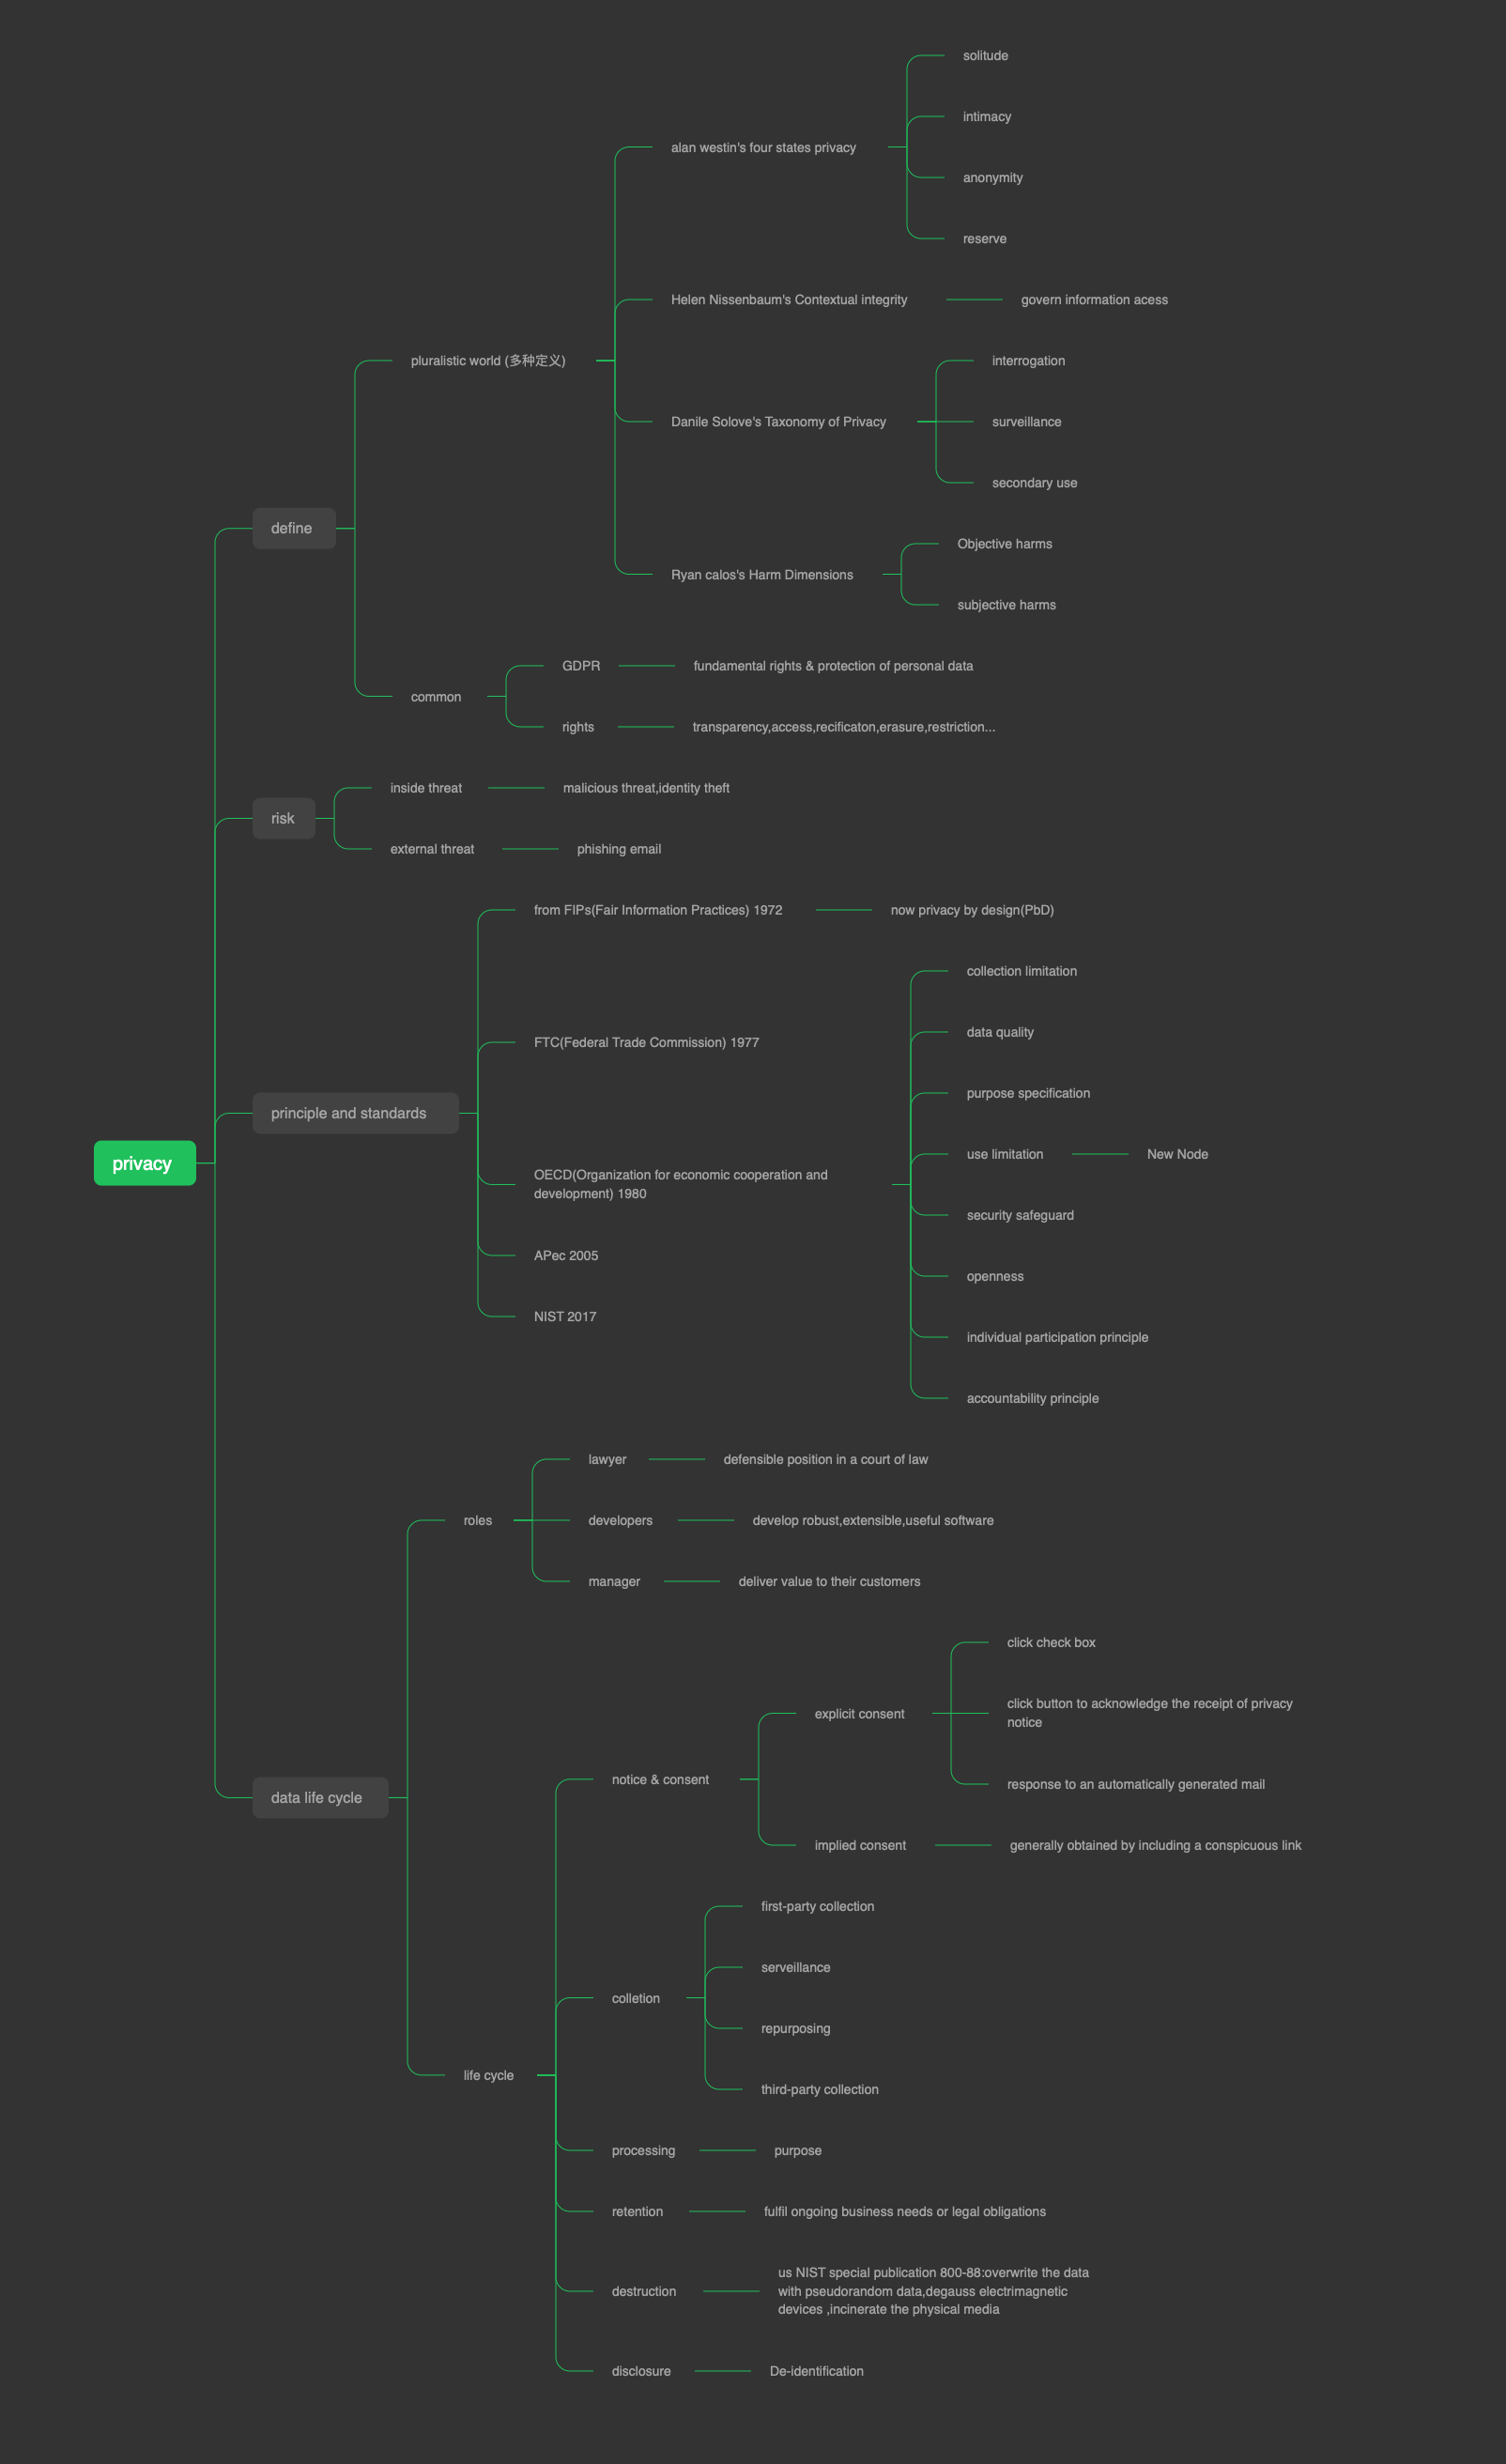 solitude
intimacy
alan westin's four states privacy
anonymity
reserve
Helen Nissenbaum's Contextual integrity
govern information acess
pluralistic world (多种定义)
interrogation
Danile Solove's Taxonomy of Privacy
surveillance
secondary use
define
Objective harms
Ryan calos's Harm Dimensions
subjective harms
GDPR
fundamental rights & protection of personal data
common
rights
transparency,access,recificaton,erasure,restriction...
inside threat
malicious threat,identity theft
risk
external threat
phishing email
from FIPs(Fair Information Practices) 1972
now privacy by design(PbD)
collection limitation
data quality
FTC(Federal Trade Commission) 1977
purpose specification
principle and standards
use limitation
New Node
privacy
OECD(Organization for economic cooperation and
development) 1980
security safeguard
APec 2005
openness
NIST 2017
individual participation principle
accountability principle
lawyer
defensible position in a court of law
roles
developers
develop robust,extensible,useful software
manager
deliver value to their customers
click check box
explicit consent
click button to acknowledge the receipt of privacy
notice
notice & consent
response to an automatically generated mail
data life cycle
implied consent
generally obtained by including a conspicuous link
first-party collection
serveillance
colletion
repurposing
life cycle
third-party collection
processing
purpose
retention
fulfil ongoing business needs or legal obligations
destruction
us NIST special publication 800-88:overwrite the data
with pseudorandom data,degauss electrimagnetic
devices ,incinerate the physical media
disclosure
De-identification